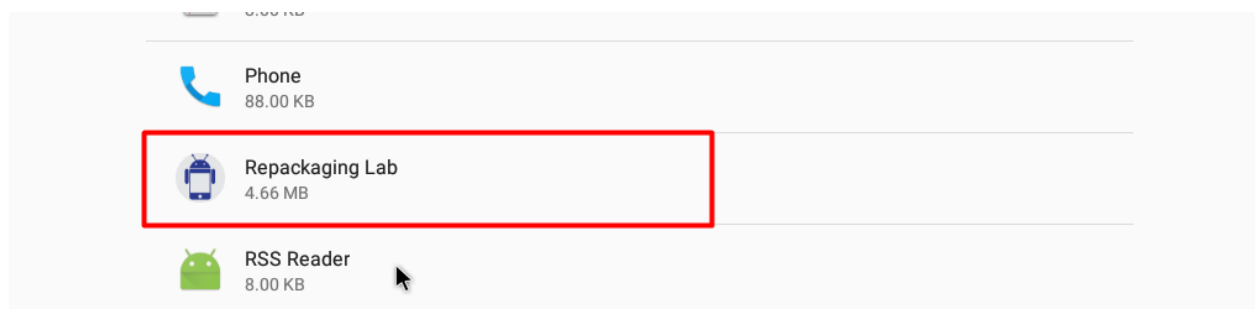 Phone
88.00 KB
Repackaging Lab
4.66 MB
RSS Reader
8.00 KB